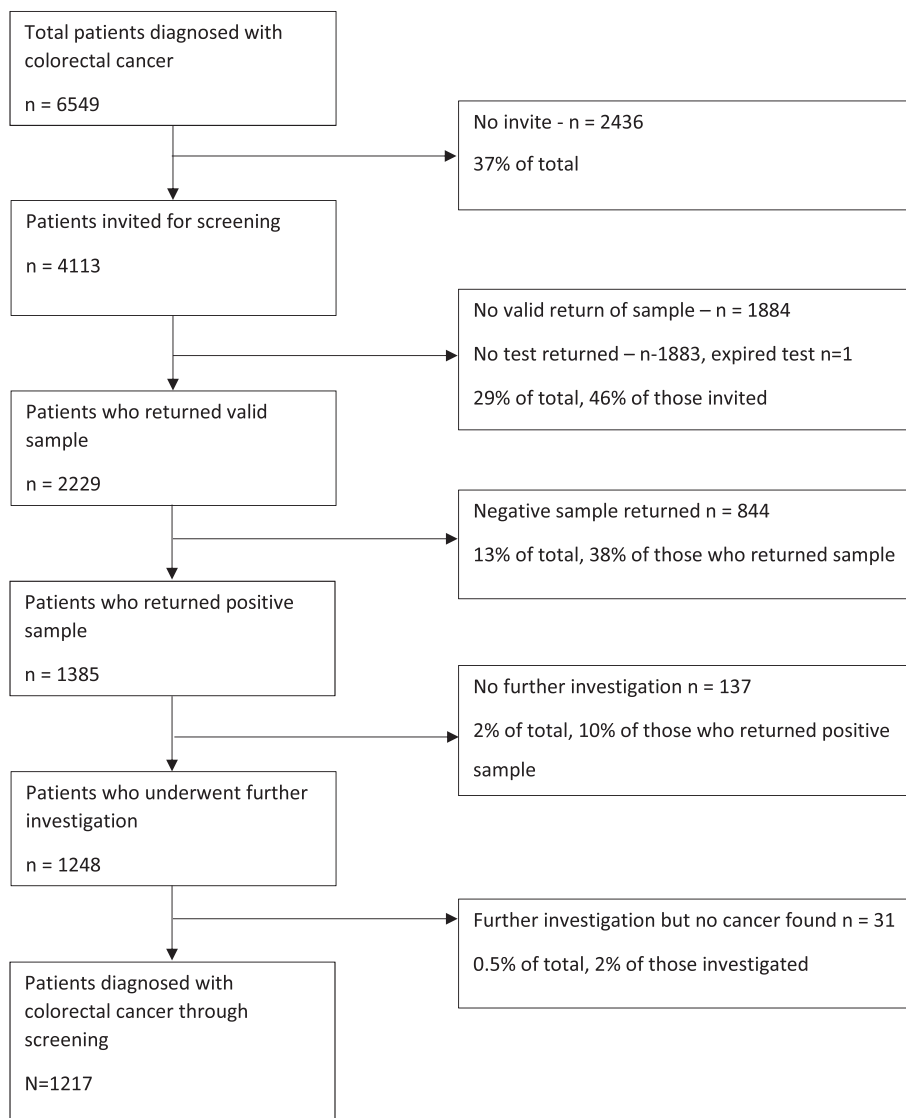 Total patients diagnosed with
colorectal cancer
n = 6549
No invite - n = 2436
37% of total
Patients invited for screening
n = 4113
No valid return of sample – n = 1884
No test returned – n-1883, expired test n=1
29% of total, 46% of those invited
Patients who returned valid
sample
n = 2229
Negative sample returned n = 844
13% of total, 38% of those who returned sample
Patients who returned positive
sample
n = 1385
No further investigation n = 137
2% of total, 10% of those who returned positive
sample
Patients who underwent further
investigation
n = 1248
Further investigation but no cancer found n = 31
0.5% of total, 2% of those investigated
Patients diagnosed with
colorectal cancer through
screening
N=1217